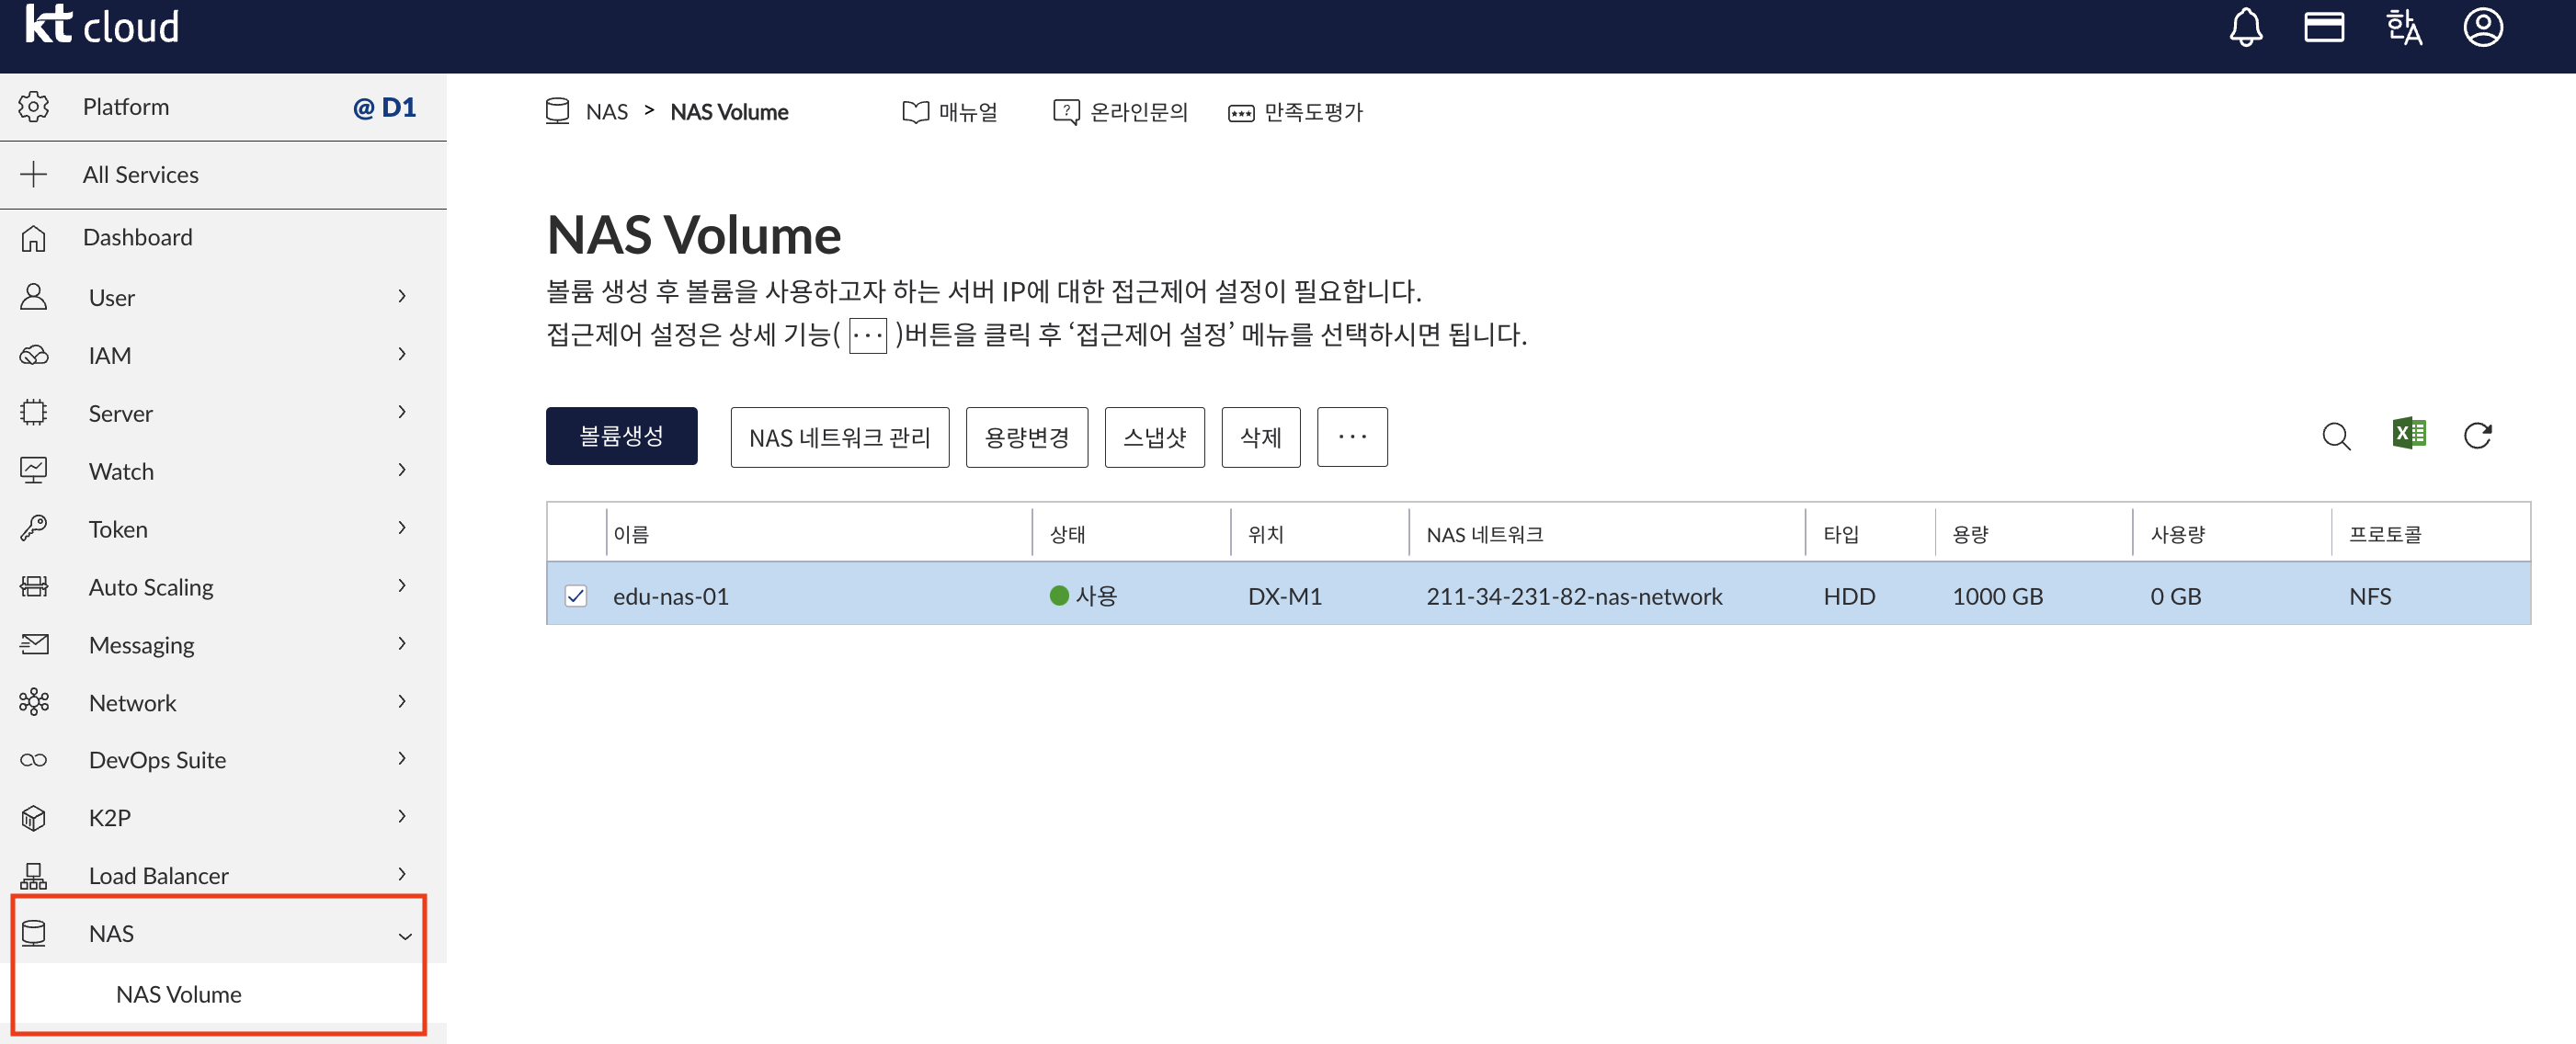 kt cloud
한A
Platform
@ D1
All Services
Dashboard
User
IAM
Server
Watch
Token
Auto Scaling
Messaging
Network
DevOps Suite
K2P
Load Balancer
NAS
NAS Volume
NAS > NAS Volume
매뉴얼
온라인문의
만족도평가
NAS Volume
볼륨 생성 후 볼륨을 사용하고자 하는 서버 IP에 대한 접근제어 설정이 필요합니다.
접근제어 설정은 상세 기능( ··· )버튼을 클릭 후 ‘접근제어 설정’ 메뉴를 선택하시면 됩니다.
볼륨생성
NAS 네트워크 관리
용량변경
스냅샷
삭제
···
이름 상태 위치 NAS 네트워크 타입 용량 사용량 프로토콜
edu-nas-01 사용 DX-M1 211-34-231-82-nas-network HDD 1000 GB 0 GB NFS